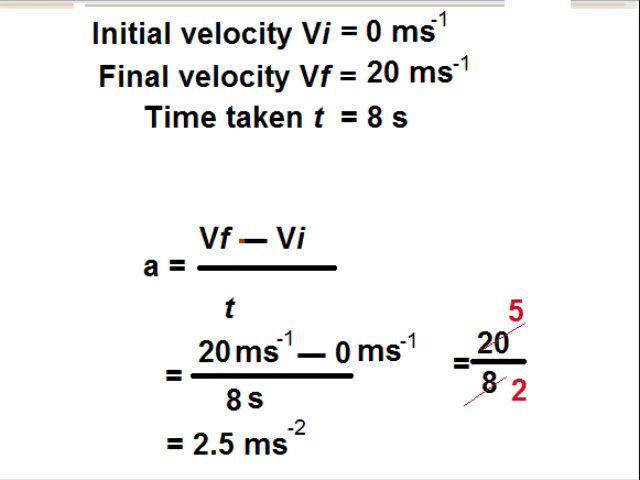 Initial velocity Vi = 0 ms⁻¹
Final velocity Vf = 20 ms⁻¹
Time taken t = 8 s
Vf — Vi
a =
t
20 ms⁻¹ — 0 ms⁻¹
=
8 s
5
20
=
8 2
= 2.5 ms⁻²